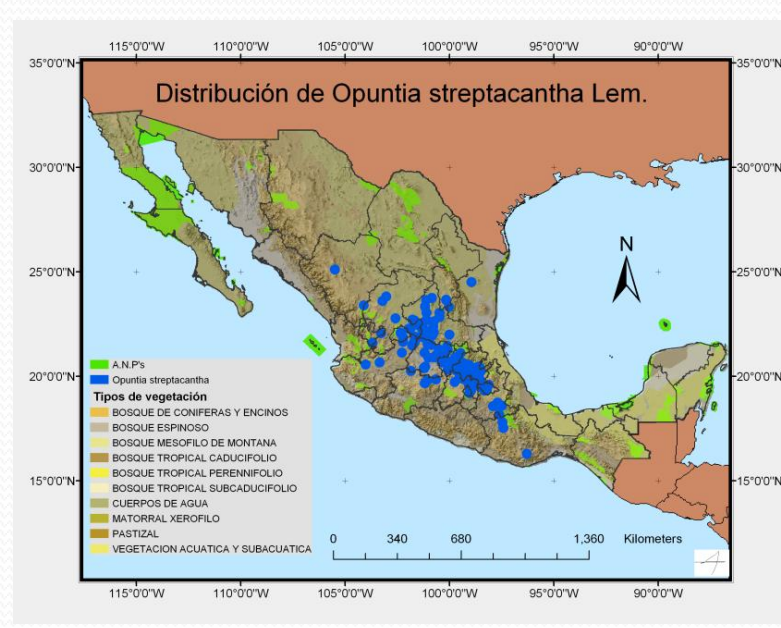 115°0'0"W 110°0'0"W 105°0'0"W 100°0'0"W 95°0'0"W 90°0'0"W
35°0'0"N 35°0'0"N
Distribución de Opuntia streptacantha Lem.
30°0'0"N 30°0'0"N
N
25°0'0"N 25°0'0"N
20°0'0"N 20°0'0"N
A.N.P's
Opuntia streptacantha
Tipos de vegetación
BOSQUE DE CONIFERAS Y ENCINOS
BOSQUE ESPINOSO
BOSQUE MESOFILO DE MONTANA
BOSQUE TROPICAL CADUCIFOLIO
BOSQUE TROPICAL PERENNIFOLIO
BOSQUE TROPICAL SUBCADUCIFOLIO
CUERPOS DE AGUA
MATORRAL XEROFILO
PASTIZAL
VEGETACION ACUATICA Y SUBACUATICA
15°0'0"N 15°0'0"N
0 340 680 1,360 Kilometers
115°0'0"W 110°0'0"W 105°0'0"W 100°0'0"W 95°0'0"W 90°0'0"W